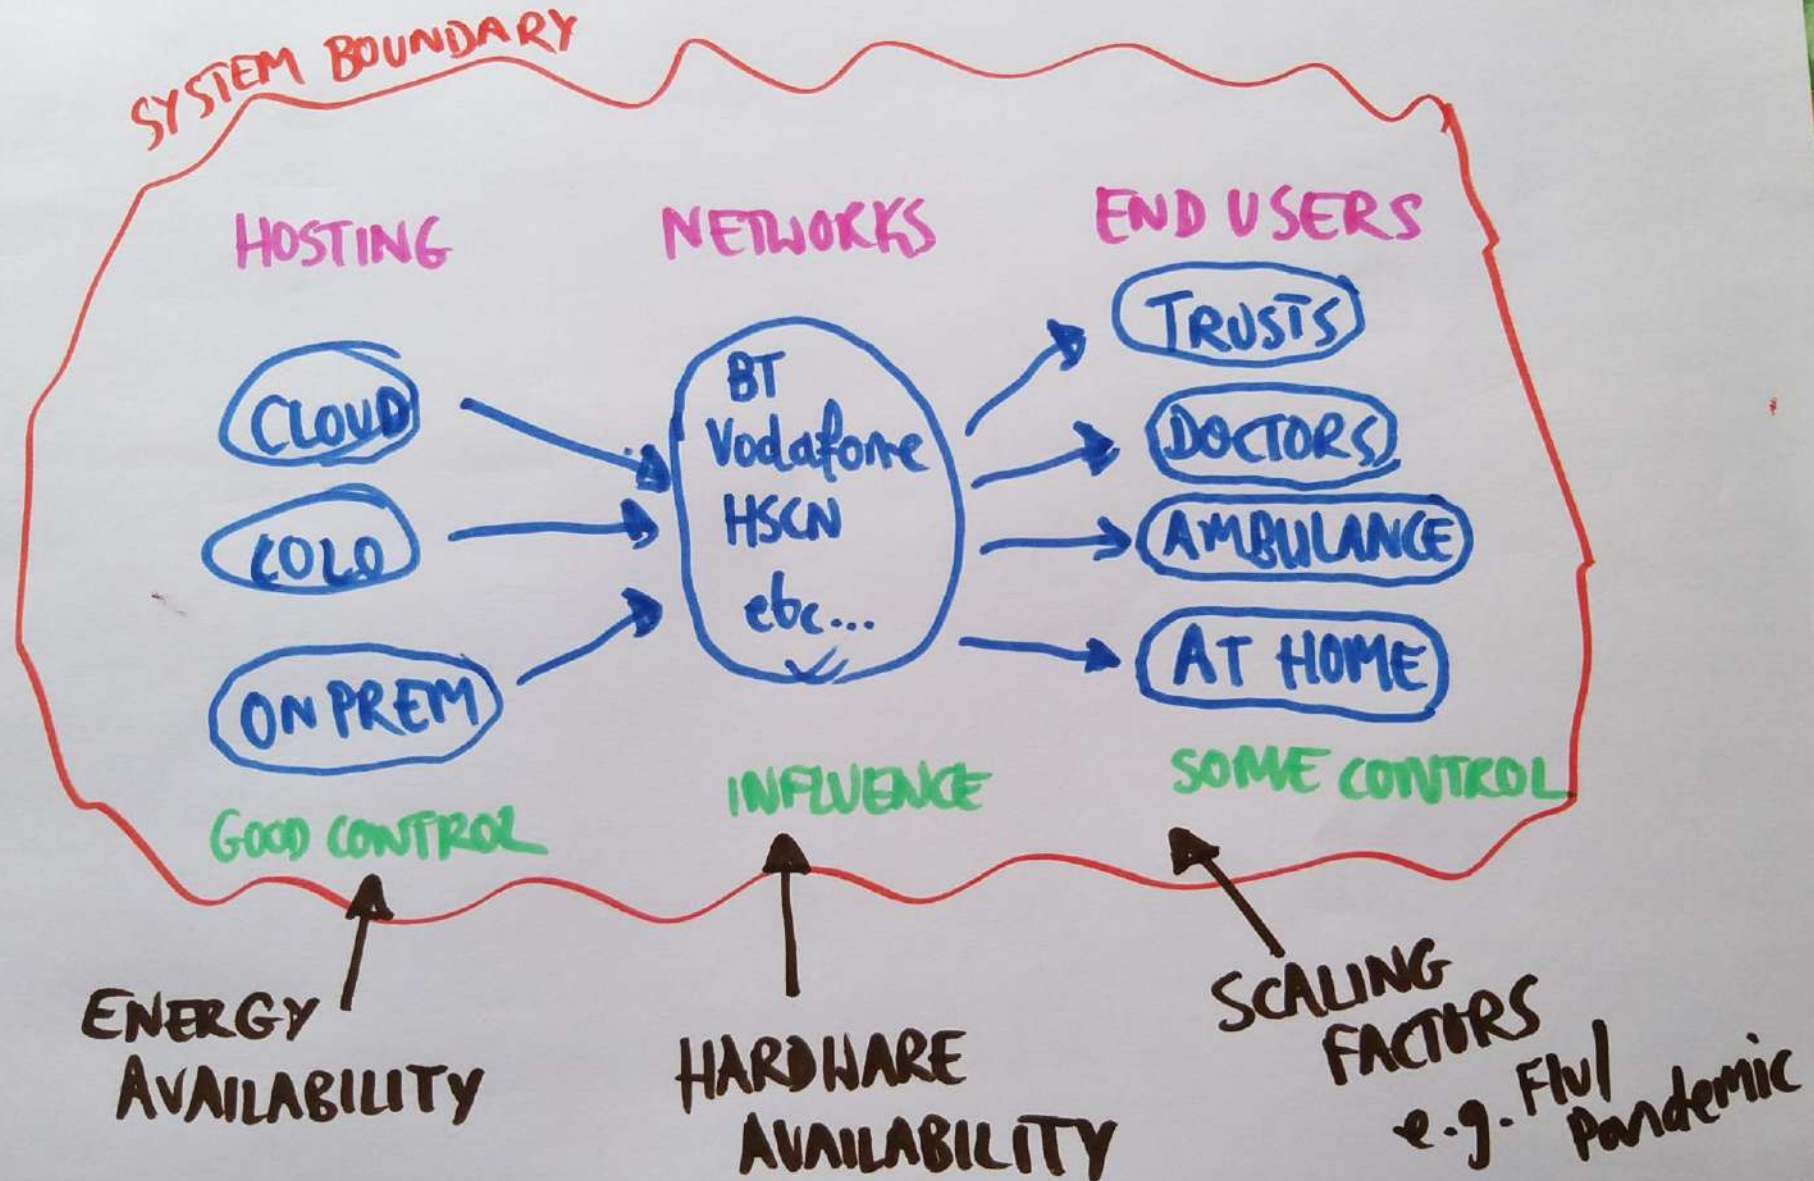 SYSTEM BOUNDARY
HOSTING
NETWORKS
END USERS
CLOUD
COLO
ON PREM
BT
Vodafone
HSCN
etc...
TRUSTS
DOCTORS
AMBULANCE
AT HOME
GOOD CONTROL
INFLUENCE
SOME CONTROL
ENERGY
AVAILABILITY
HARDWARE
AVAILABILITY
SCALING
FACTORS
e.g. Flu/
Pandemic